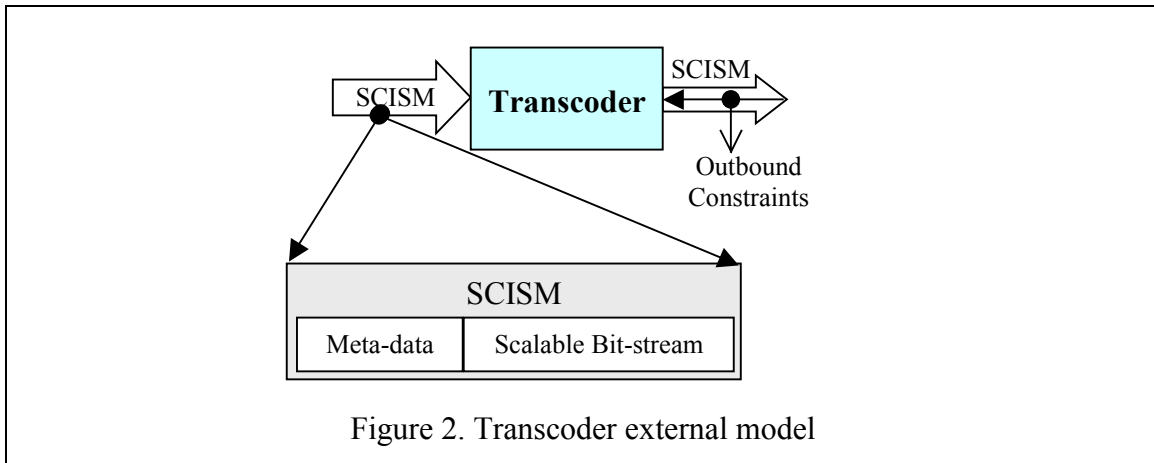 SCISM
Transcoder
SCISM
Outbound
Constraints
SCISM
Meta-data
Scalable Bit-stream
Figure 2. Transcoder external model